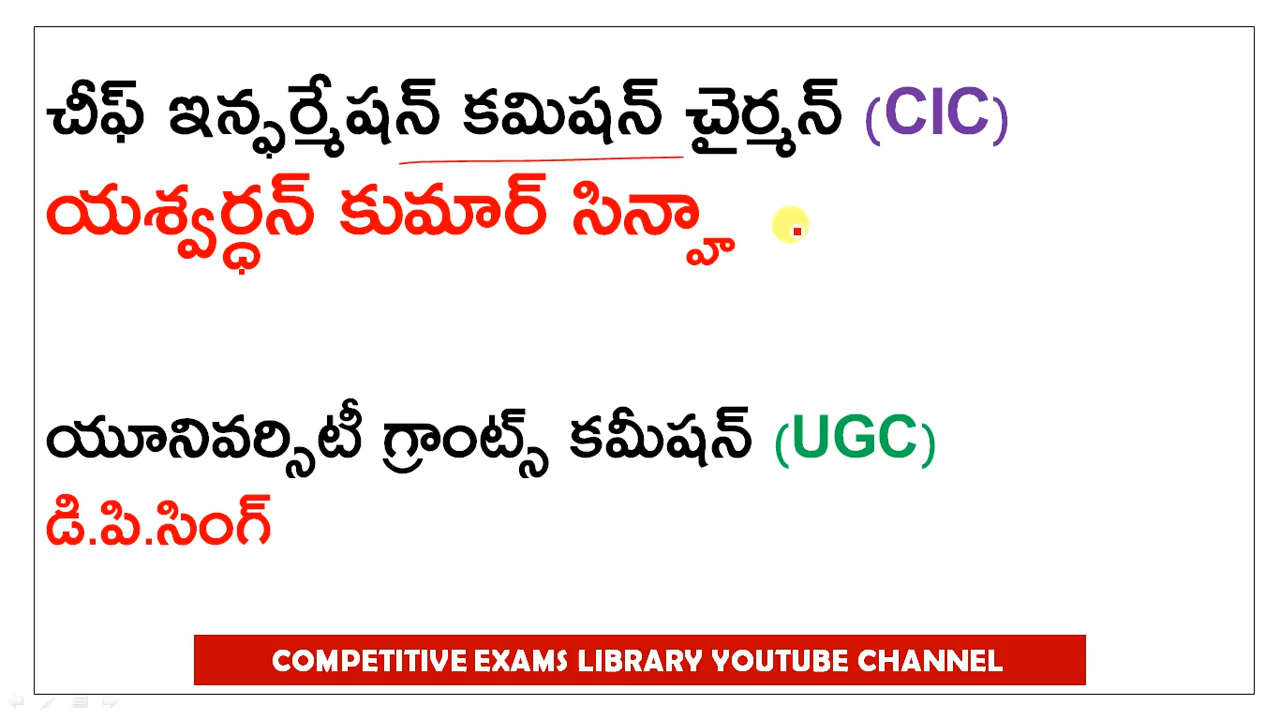 చీఫ్ ఇన్ఫర్మేషన్ కమిషన్ చైర్మన్ (CIC)
యశ్వర్ధన్ కుమార్ సిన్హా
యూనివర్సిటీ గ్రాంట్స్ కమీషన్ (UGC)
డి.పి.సింగ్
COMPETITIVE EXAMS LIBRARY YOUTUBE CHANNEL